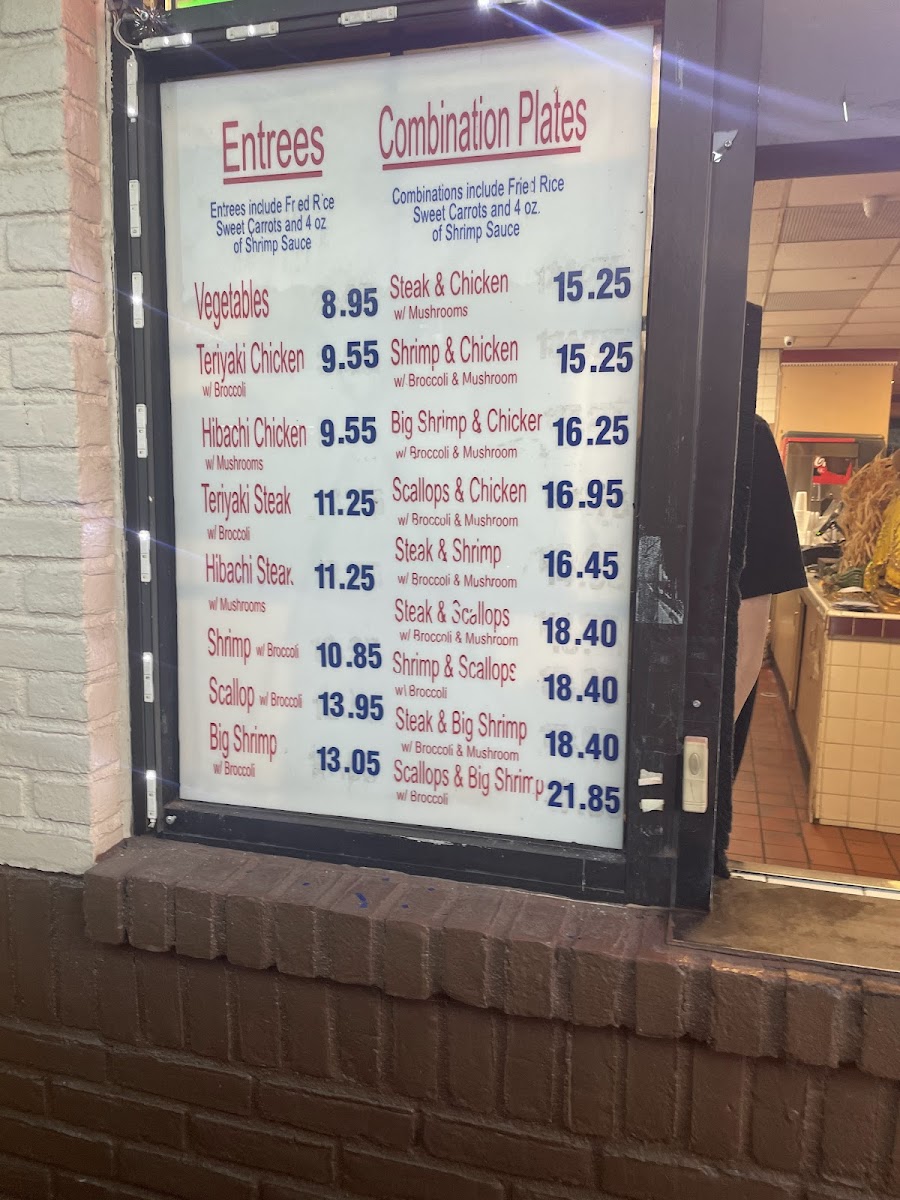 Entrees
Entrees include Fried Rice
Sweet Carrots and 4 oz
of Shrimp Sauce
Vegetables 8.95
Teriyaki Chicken 9.55
w/ Broccoli
Hibachi Chicken 9.55
w/ Mushrooms
Teriyaki Steak 11.25
w/ Broccoli
Hibachi Steak 11.25
w/ Mushrooms
Shrimp w/ Broccoli 10.85
Scallop w/ Broccoli 13.95
Big Shrimp 13.05
w/ Broccoli
Combination Plates
Combinations include Fried Rice
Sweet Carrots and 4 oz.
of Shrimp Sauce
Steak & Chicken 15.25
w/ Mushrooms
Shrimp & Chicken 15.25
w/ Broccoli & Mushroom
Big Shrimp & Chicken 16.25
w/ Broccoli & Mushroom
Scallops & Chicken 16.95
w/ Broccoli & Mushroom
Steak & Shrimp 16.45
w/ Broccoli & Mushroom
Steak & Scallops 18.40
w/ Broccoli & Mushroom
Shrimp & Scallops 18.40
w/ Broccoli
Steak & Big Shrimp 18.40
w/ Broccoli & Mushroom
Scallops & Big Shrimp 21.85
w/ Broccoli